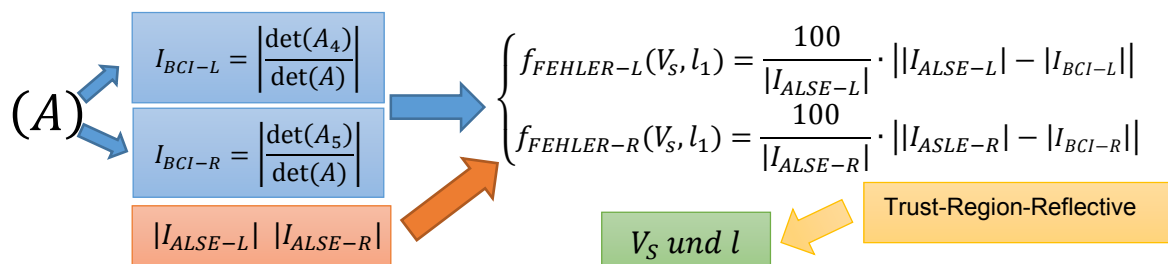 (A)
I_{BCI-L} = |det(A_4)/det(A)|
I_{BCI-R} = |det(A_5)/det(A)|
|I_{ALSE-L}| |I_{ALSE-R}|
f_{FEHLER-L}(V_s, l_1) = 100/|I_{ALSE-L}| · ||I_{ALSE-L}| − |I_{BCI-L}||
f_{FEHLER-R}(V_s, l_1) = 100/|I_{ALSE-R}| · ||I_{ASLE-R}| − |I_{BCI-R}||
Trust-Region-Reflective
V_S und l